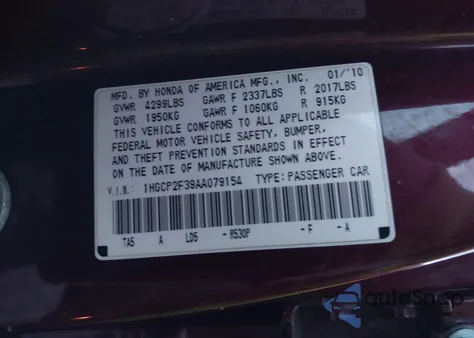 MFD. BY HONDA OF AMERICA MFG., INC. 01/'10
GVWR 4299LBS GAWR F 2337LBS R 2017LBS
GVWR 1950KG GAWR F 1060KG R 915KG
THIS VEHICLE CONFORMS TO ALL APPLICABLE
FEDERAL MOTOR VEHICLE SAFETY, BUMPER,
AND THEFT PREVENTION STANDARDS IN EFFECT
ON THE DATE OF MANUFACTURE SHOWN ABOVE.
V.I.N: 1HGCP2F39AA079154 TYPE:PASSENGER CAR
TA5 A LD5 -R530P -F -A
autoSnap